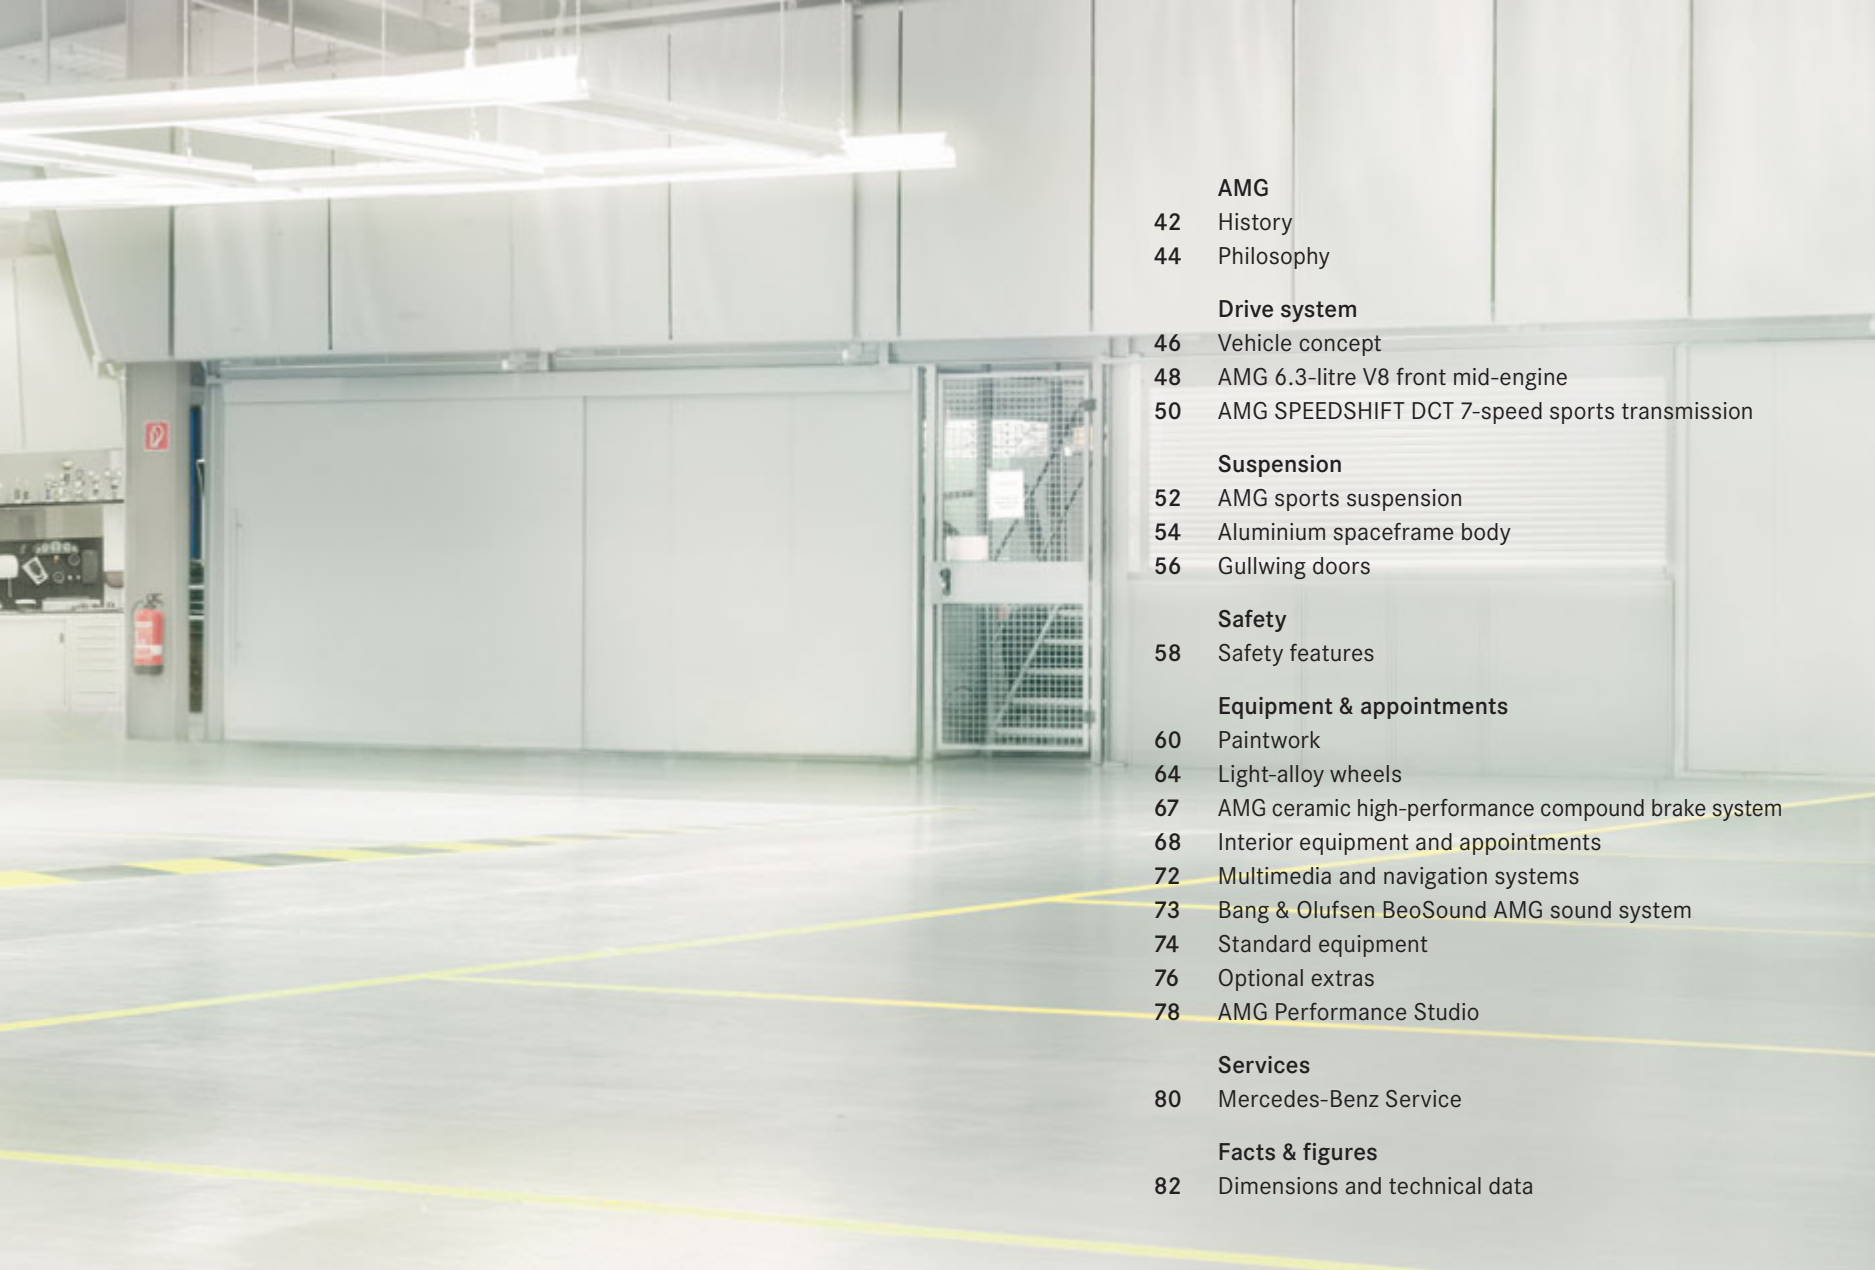 AMG
42 History
44 Philosophy
Drive system
46 Vehicle concept
48 AMG 6.3-litre V8 front mid-engine
50 AMG SPEEDSHIFT DCT 7-speed sports transmission
Suspension
52 AMG sports suspension
54 Aluminium spaceframe body
56 Gullwing doors
Safety
58 Safety features
Equipment & appointments
60 Paintwork
64 Light-alloy wheels
67 AMG ceramic high-performance compound brake system
68 Interior equipment and appointments
72 Multimedia and navigation systems
73 Bang & Olufsen BeoSound AMG sound system
74 Standard equipment
76 Optional extras
78 AMG Performance Studio
Services
80 Mercedes-Benz Service
Facts & figures
82 Dimensions and technical data